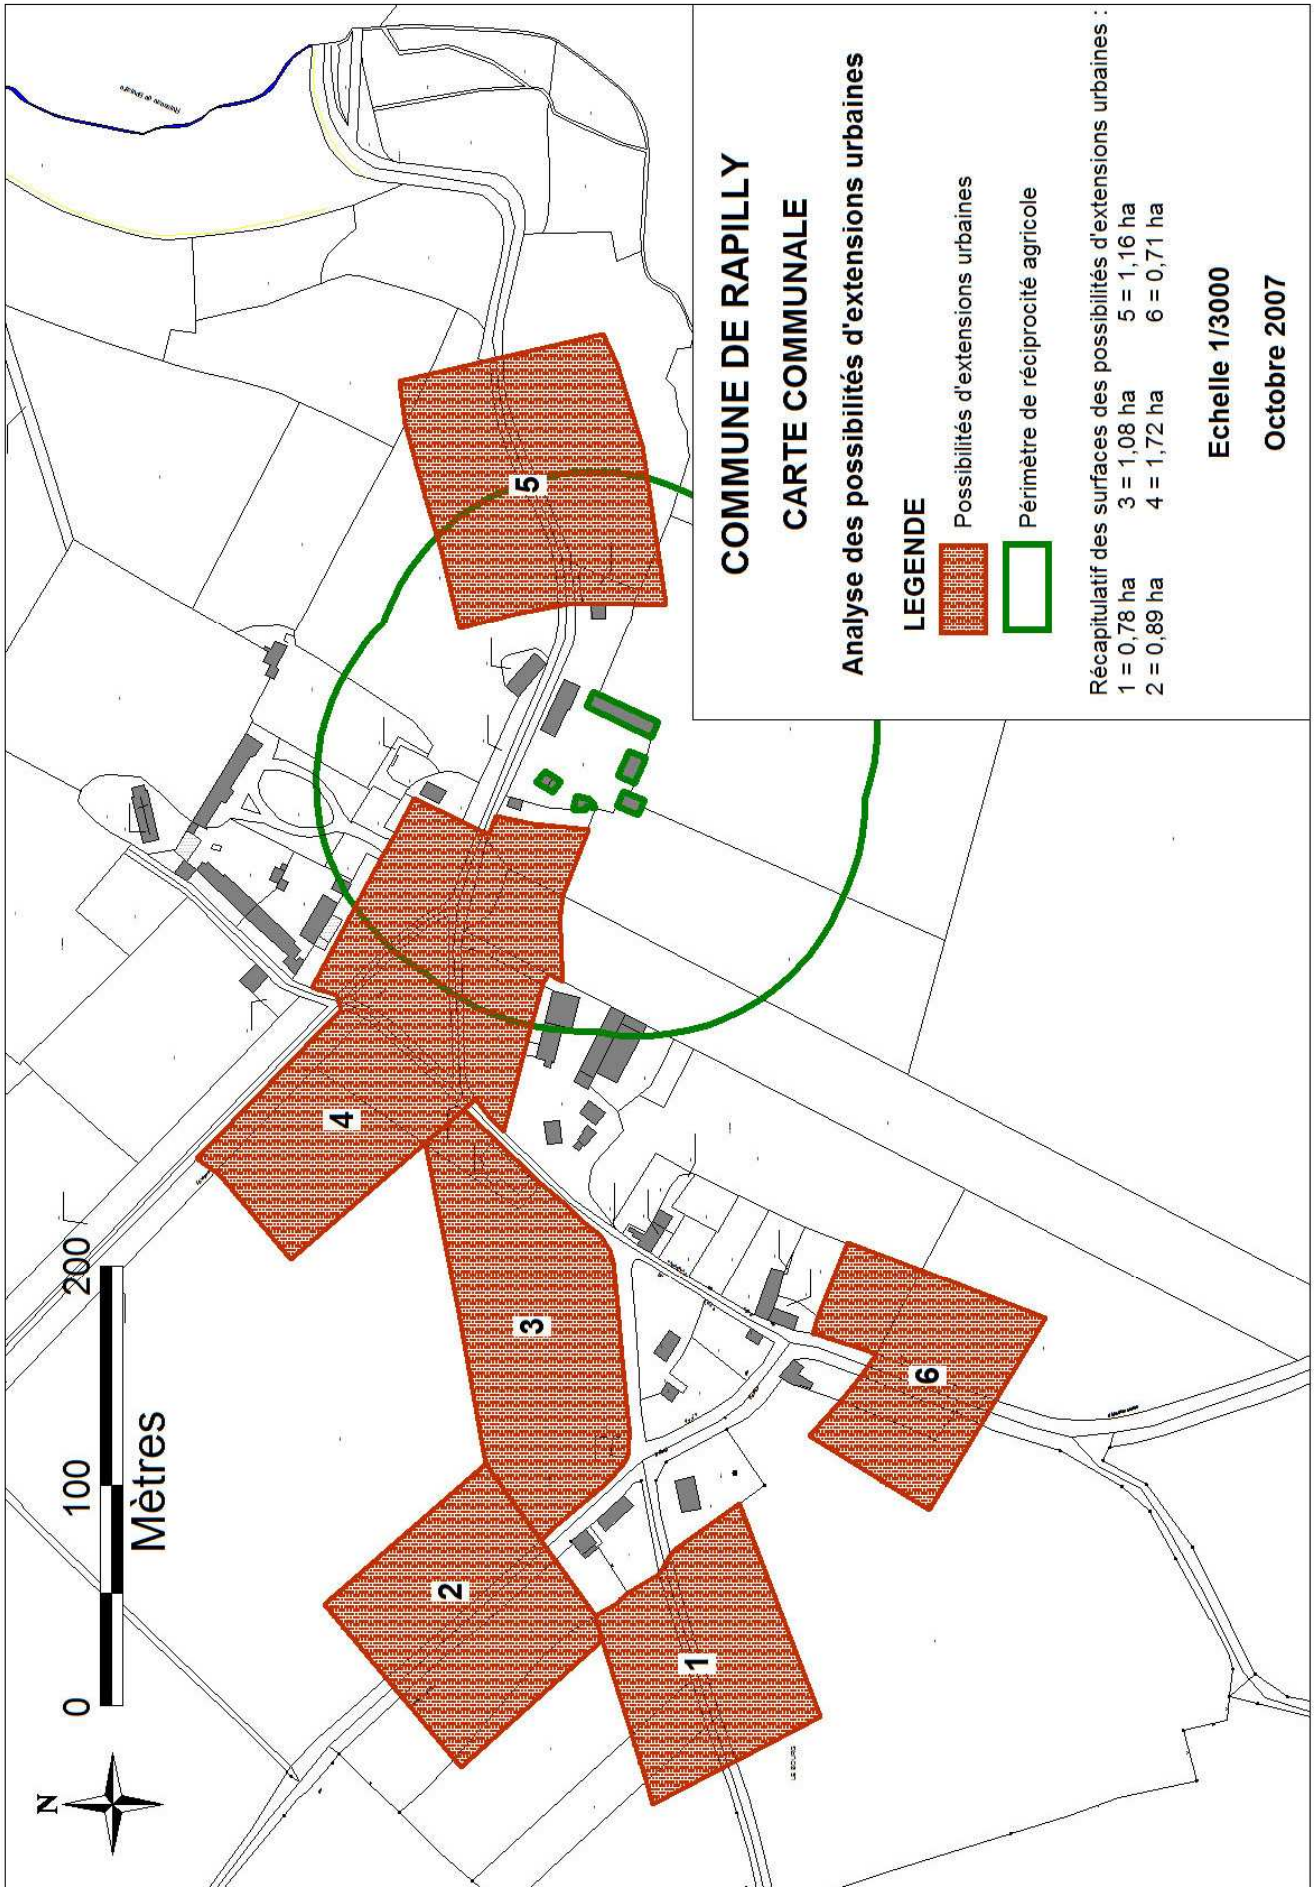 N
0 100 200
Mètres
4
5
2
3
1
6
LE BOURG
COMMUNE DE RAPILLY
CARTE COMMUNALE
Analyse des possibilités d'extensions urbaines
LEGENDE
Possibilités d'extensions urbaines
Périmètre de réciprocité agricole
Récapitulatif des surfaces des possibilités d'extensions urbaines :
1 = 0,78 ha 3 = 1,08 ha 5 = 1,16 ha
2 = 0,89 ha 4 = 1,72 ha 6 = 0,71 ha
Echelle 1/3000
Octobre 2007